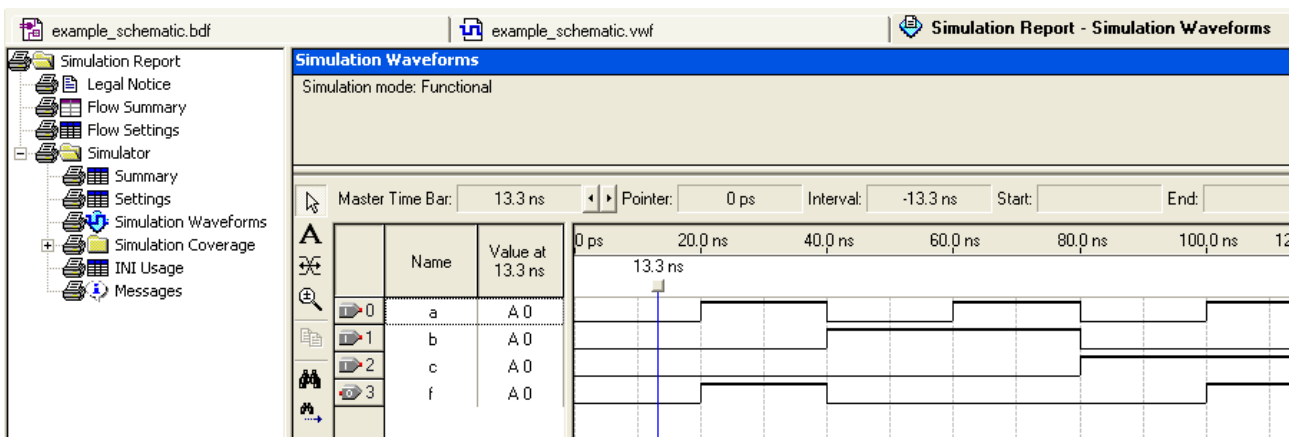 example_schematic.bdf
example_schematic.vwf
Simulation Report - Simulation Waveforms
Simulation Report
Legal Notice
Flow Summary
Flow Settings
Simulator
Summary
Settings
Simulation Waveforms
Simulation Coverage
INI Usage
Messages
Simulation Waveforms
Simulation mode: Functional
Master Time Bar: 13.3 ns Pointer: 0 ps Interval: -13.3 ns Start: End:
A
Name Value at 13.3 ns
0 ps 20.0 ns 40.0 ns 60.0 ns 80.0 ns 100.0 ns 12
13.3 ns
0 a A 0
1 b A 0
2 c A 0
3 f A 0